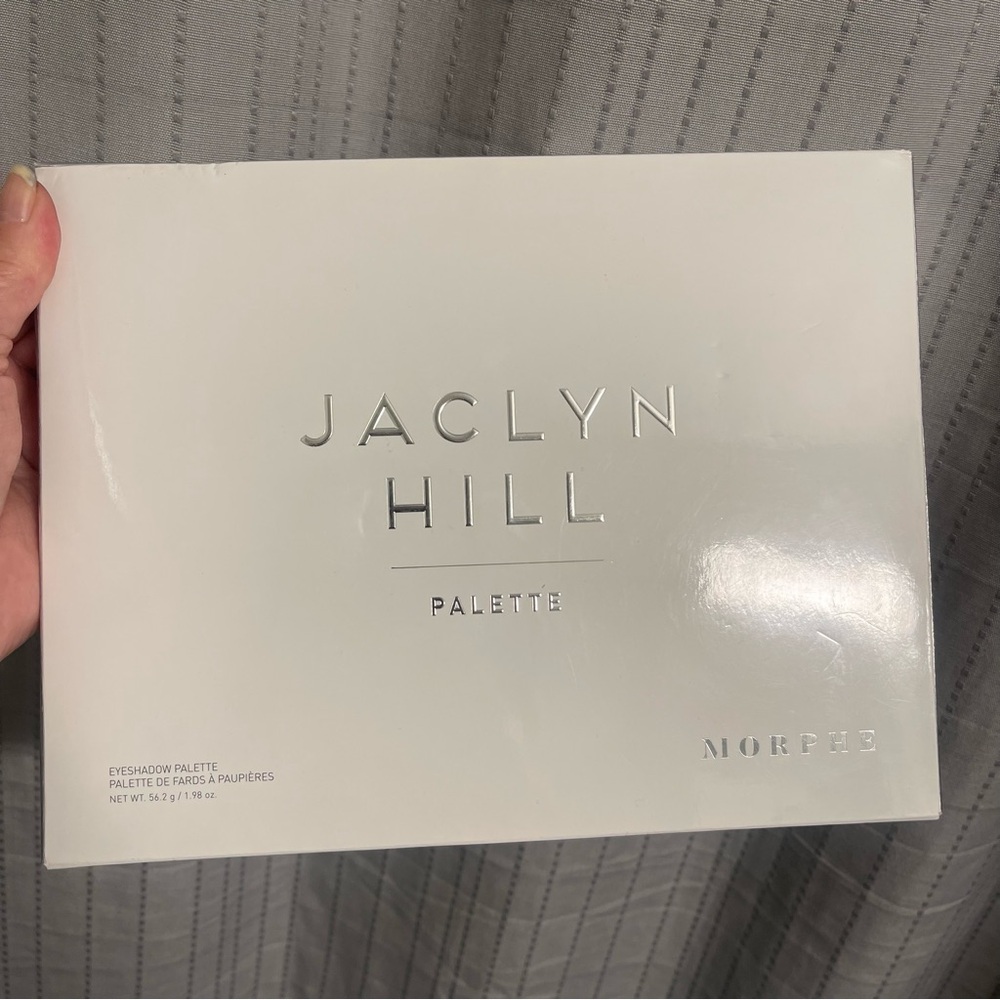 JACLYN
HILL
PALETTE
MORPHE
EYESHADOW PALETTE
PALETTE DE FARDS À PAUPIÈRES
NET WT. 56.2 g / 1.98 oz.